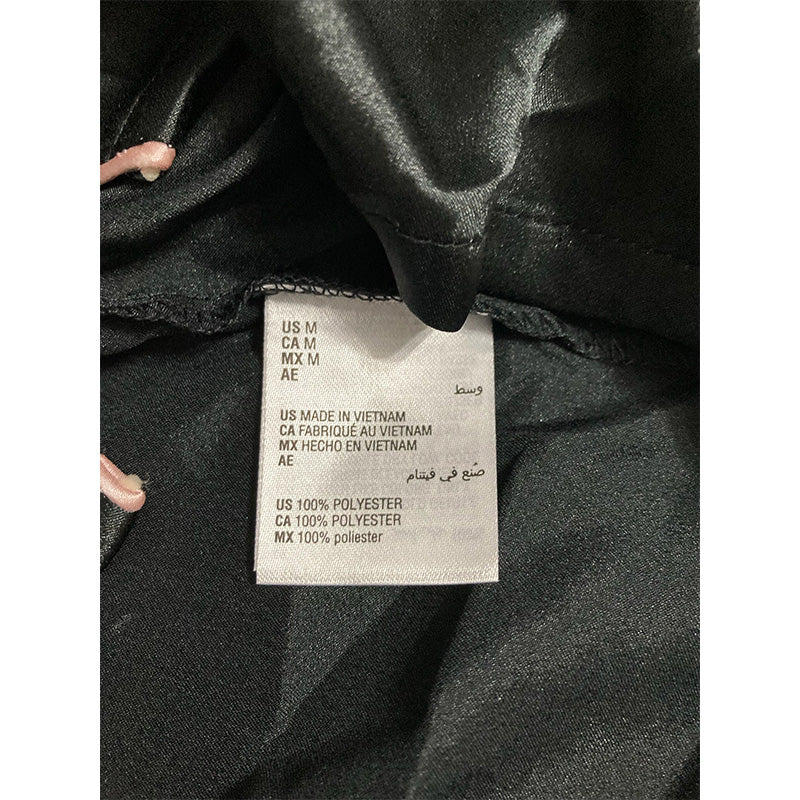 US M
CA M
MX M
AE
وسط
US MADE IN VIETNAM
CA FABRIQUÉ AU VIETNAM
MX HECHO EN VIETNAM
AE
صُنع في فيتنام
US 100% POLYESTER
CA 100% POLYESTER
MX 100% poliester